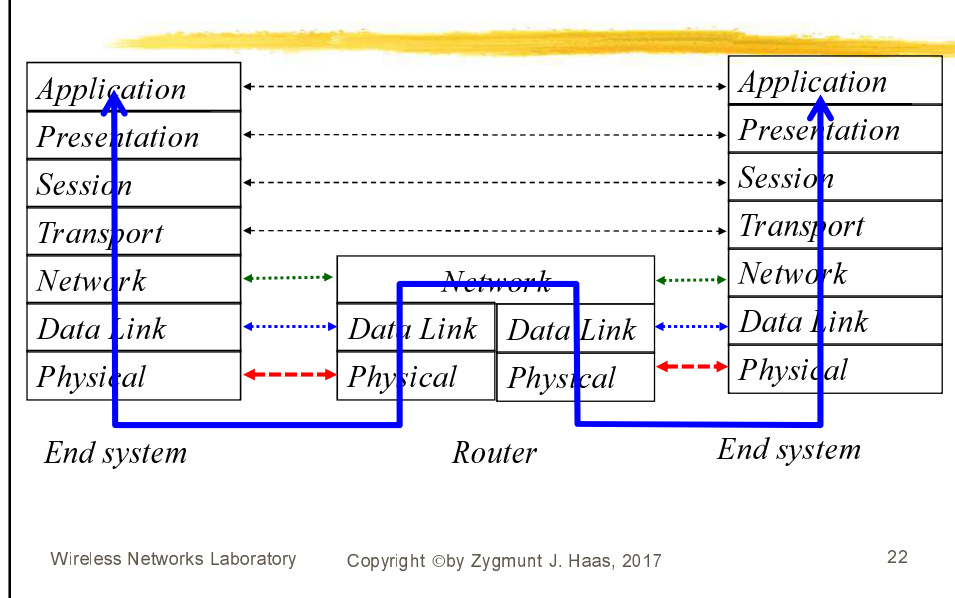 Application
Presentation
Session
Transport
Network
Data Link
Physical
End system
Network
Data Link
Physical
Data Link
Physical
Router
Application
Presentation
Session
Transport
Network
Data Link
Physical
End system
Wireless Networks Laboratory
Copyright ©by Zygmunt J. Haas, 2017
22